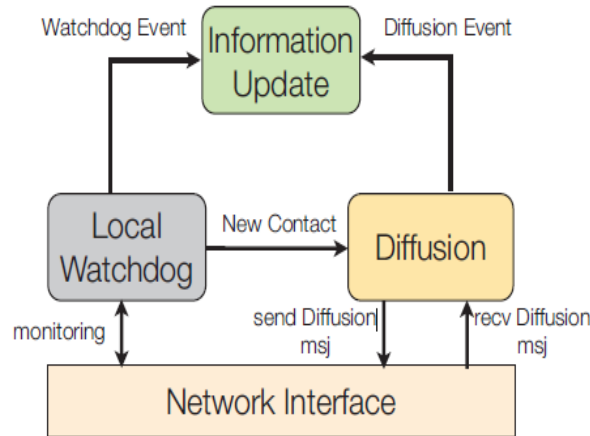 Watchdog Event
Information
Update
Diffusion Event
Local
Watchdog
New Contact
Diffusion
monitoring
send Diffusion
msj
recv Diffusion
msj
Network Interface